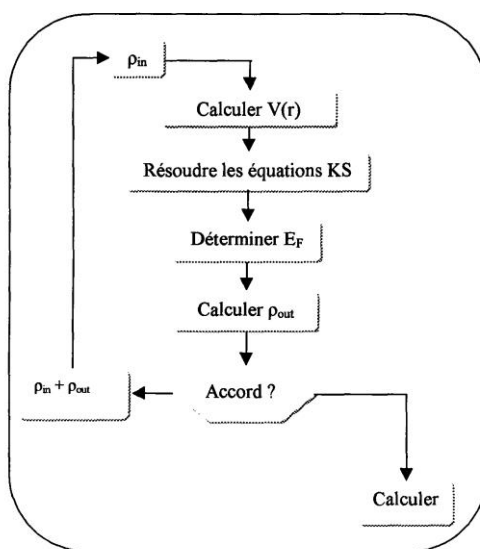 ρin
Calculer V(r)
Résoudre les équations KS
Déterminer EF
Calculer ρout
Accord ?
ρin + ρout
Calculer